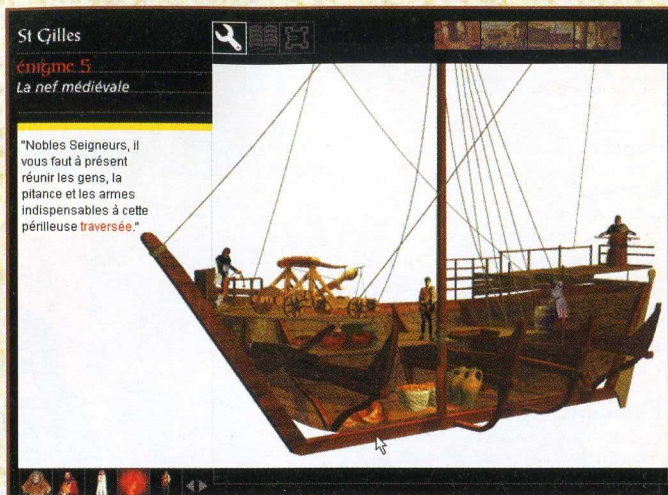 St Gilles
énigme 5
La nef médiévale
"Nobles Seigneurs, il
vous faut à présent
réunir les gens, la
pitance et les armes
indispensables à cette
périlleuse traversée."